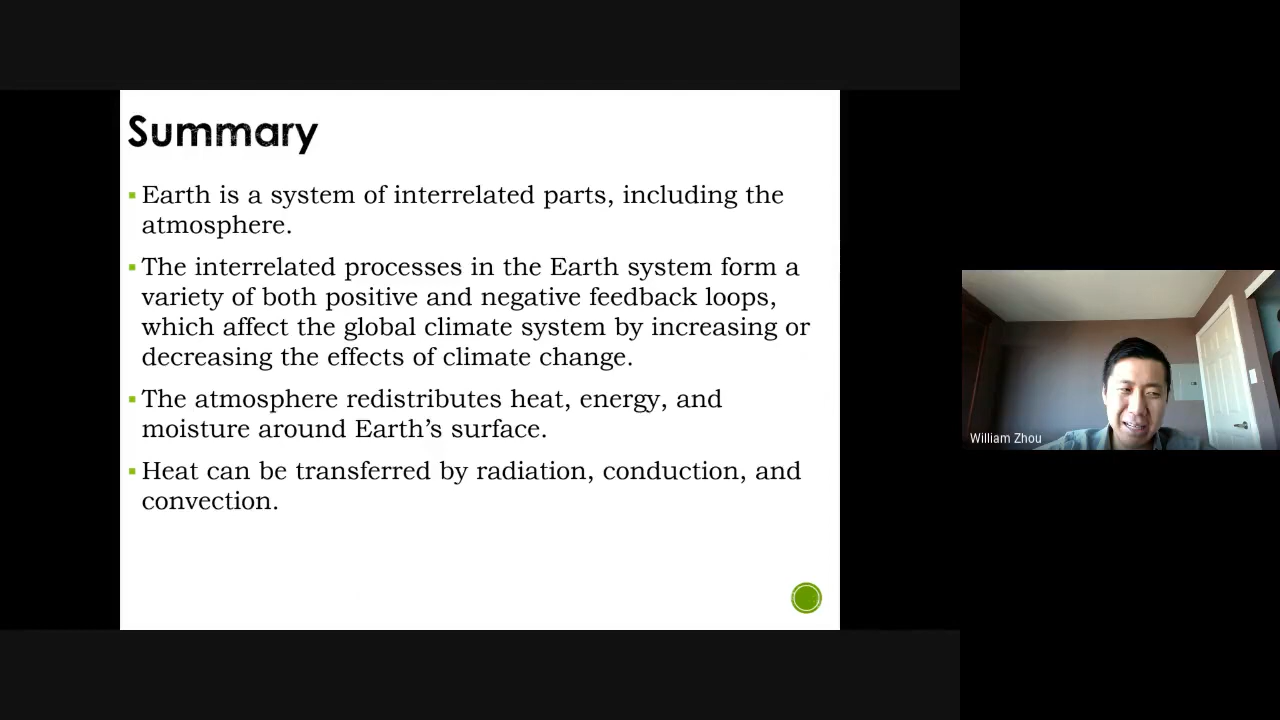 Summary
Earth is a system of interrelated parts, including the
atmosphere.
The interrelated processes in the Earth system form a
variety of both positive and negative feedback loops,
which affect the global climate system by increasing or
decreasing the effects of climate change.
The atmosphere redistributes heat, energy, and
moisture around Earth’s surface.
Heat can be transferred by radiation, conduction, and
convection.
William Zhou